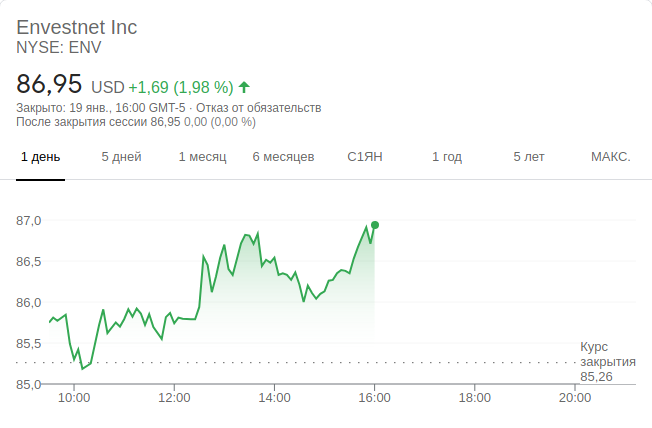 Envestnet Inc
NYSE: ENV
86,95 USD +1,69 (1,98 %)
Закрыто: 19 янв., 16:00 GMT-5 · Отказ от обязательств
После закрытия сессии 86,95 0,00 (0,00 %)
1 день 5 дней 1 месяц 6 месяцев С1ЯН 1 год 5 лет МАКС.
87,0
86,5
86,0
85,5
85,0
Курс
закрытия
85,26
10:00 12:00 14:00 16:00 18:00 20:00